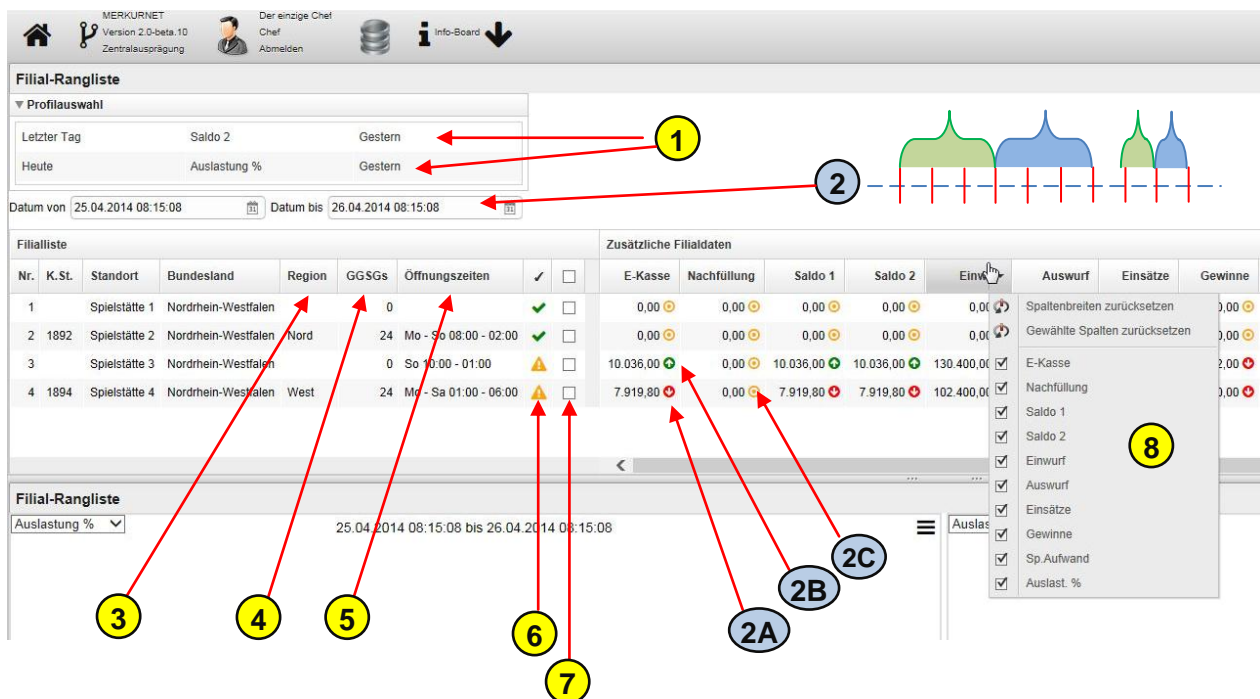 MERKURNET
Version 2.0-beta.10
Zentralausprägung
Der einzige Chef
Chef
Abmelden
Info-Board
Filial-Rangliste
Profilauswahl
Letzter Tag Saldo 2 Gestern
Heute Auslastung % Gestern
1
2
Datum von 25.04.2014 08:15:08 Datum bis 26.04.2014 08:15:08
Filialliste
Zusätzliche Filialdaten
Nr. K.St. Standort Bundesland Region GGSGs Öffnungszeiten E-Kasse Nachfüllung Saldo 1 Saldo 2 Auswurf Einsätze Gewinne
1 Spielstätte 1 Nordrhein-Westfalen 0 0,00 0,00 0,00 0,00
2 1892 Spielstätte 2 Nordrhein-Westfalen Nord 24 Mo - So 08:00 - 02:00 0,00 0,00 0,00 0,00
3 Spielstätte 3 Nordrhein-Westfalen 0 So 10:00 - 01:00 10.036,00 0,00 10.036,00 10.036,00 130.400,00
4 1894 Spielstätte 4 Nordrhein-Westfalen West 24 Mo - Sa 01:00 - 06:00 7.919,80 0,00 7.919,80 7.919,80 102.400,00
Spaltenbreiten zurücksetzen
Gewählte Spalten zurücksetzen
E-Kasse
Nachfüllung
Saldo 1
Saldo 2
Einwurf
Auswurf
Einsätze
Gewinne
Sp.Aufwand
Auslast. %
8
Filial-Rangliste
Auslastung % 25.04.2014 08:15:08 bis 26.04.2014 08:15:08
2C
2B
2A
3
4
5
6
7